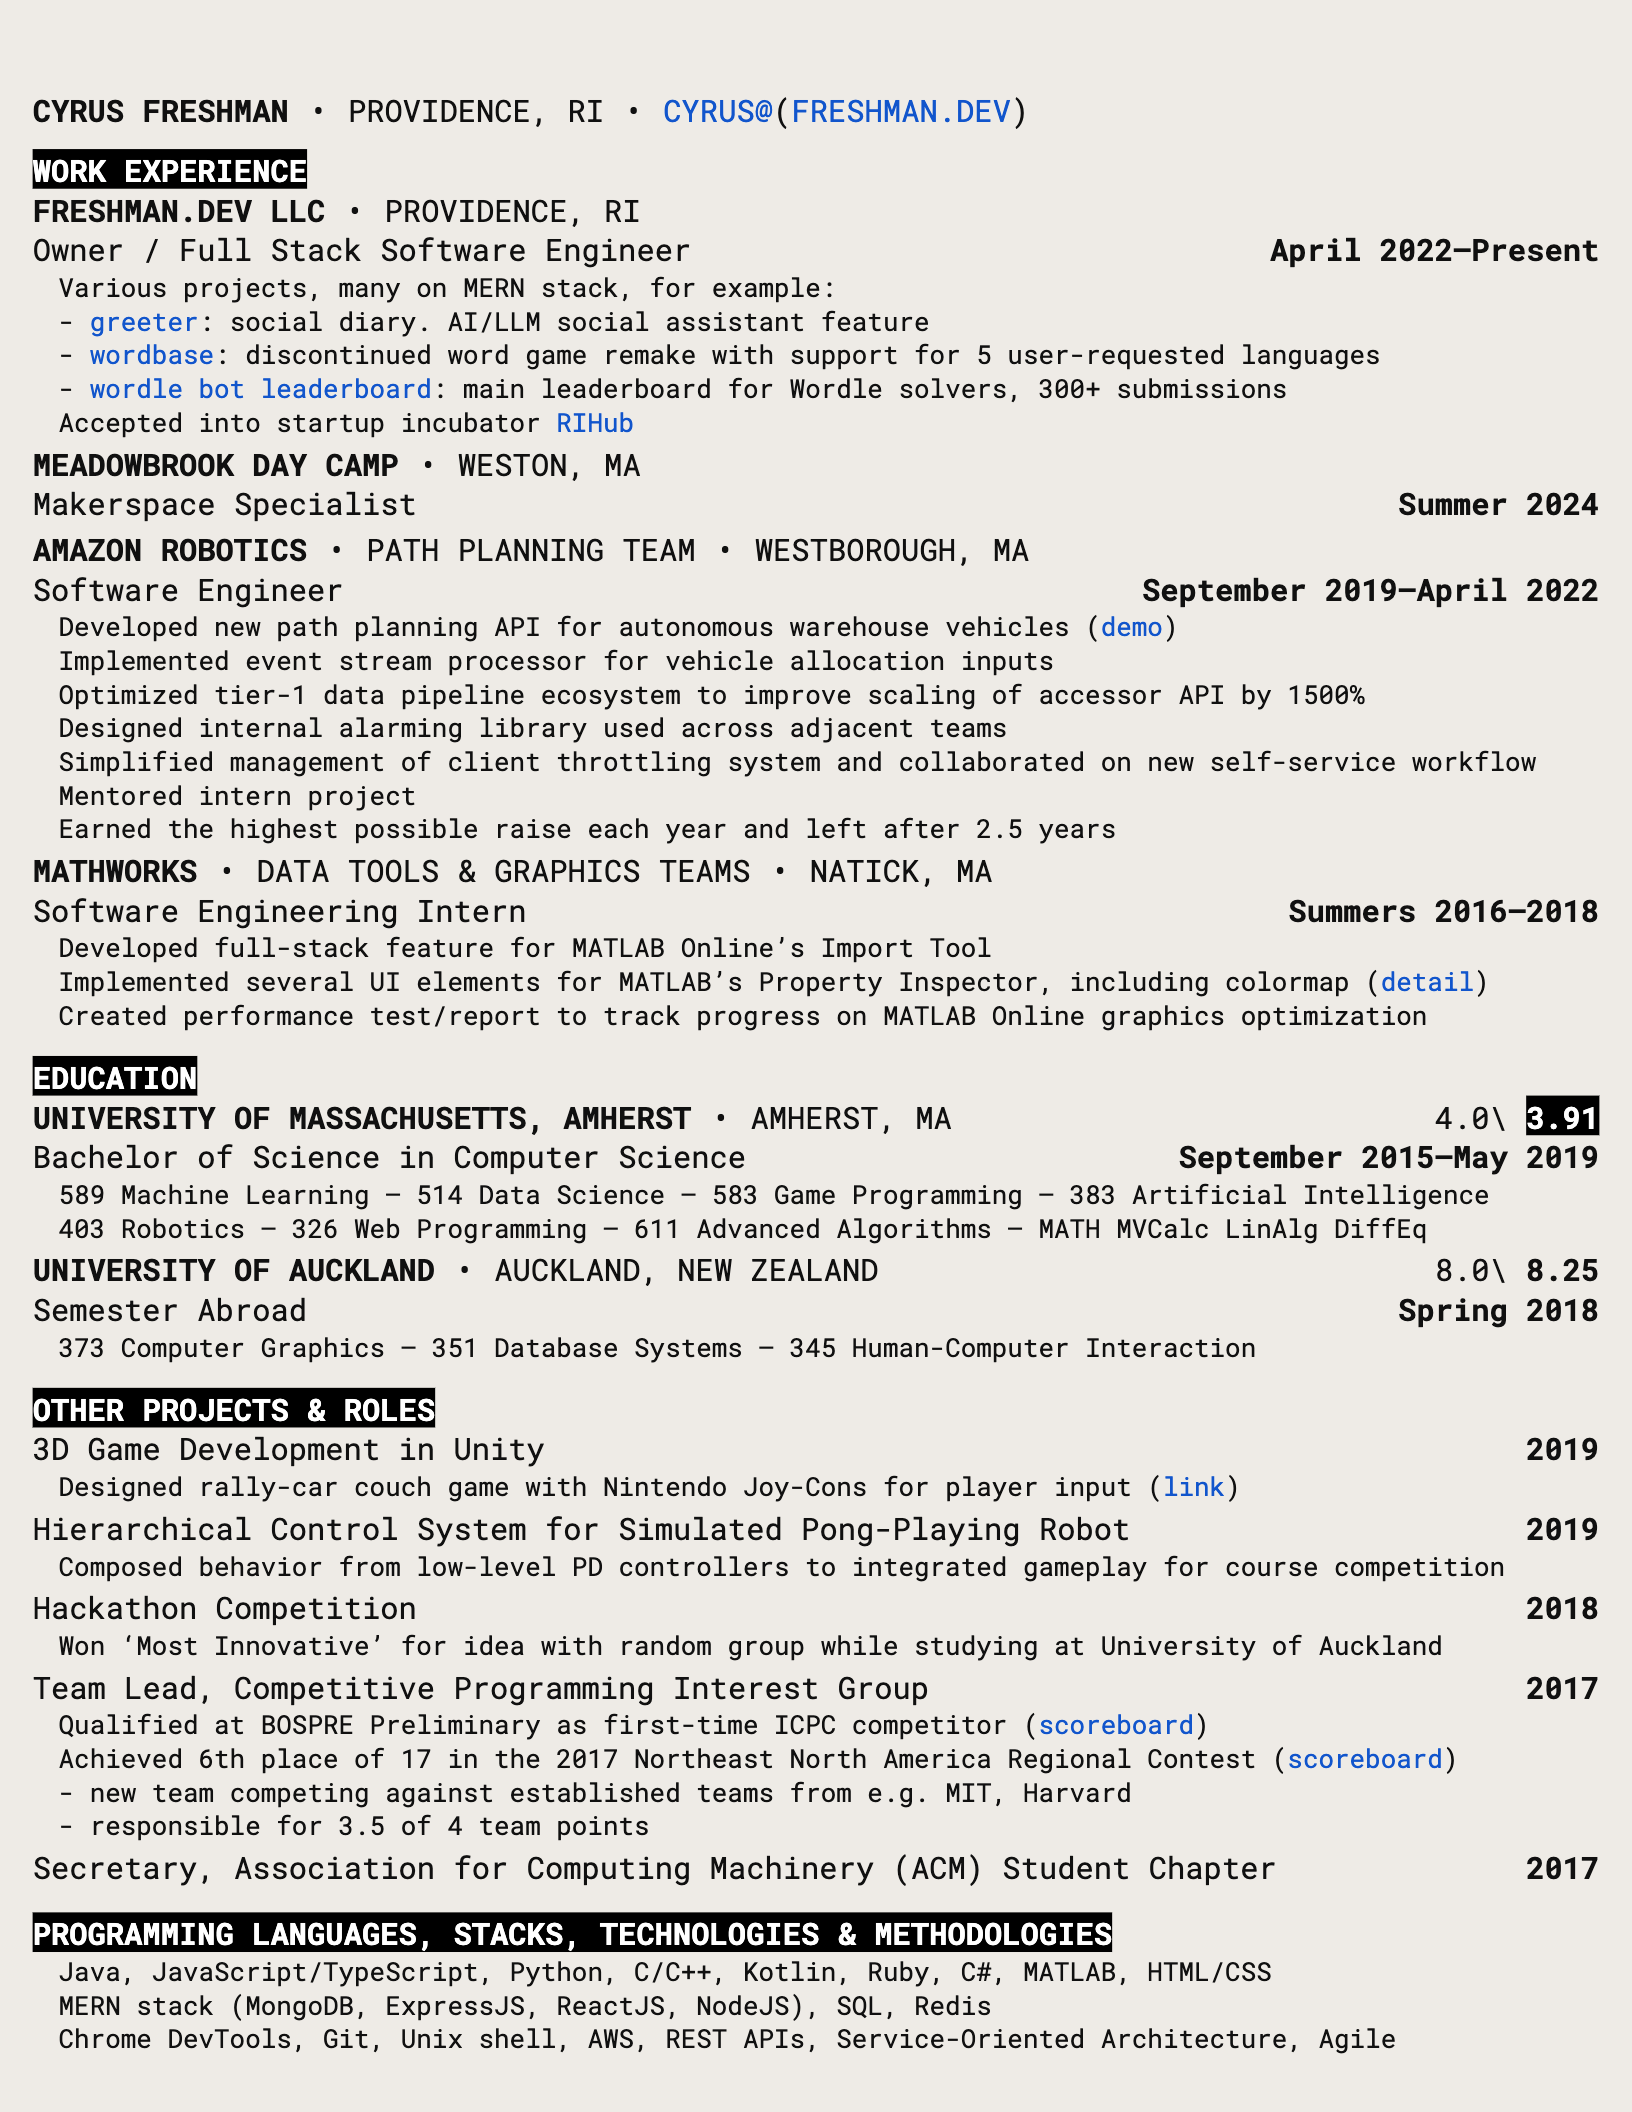 CYRUS FRESHMAN • PROVIDENCE, RI • CYRUS@(FRESHMAN.DEV)
WORK EXPERIENCE
FRESHMAN.DEV LLC • PROVIDENCE, RI
Owner / Full Stack Software Engineer April 2022–Present
Various projects, many on MERN stack, for example:
- greeter: social diary. AI/LLM social assistant feature
- wordbase: discontinued word game remake with support for 5 user-requested languages
- wordle bot leaderboard: main leaderboard for Wordle solvers, 300+ submissions
Accepted into startup incubator RIHub
MEADOWBROOK DAY CAMP • WESTON, MA
Makerspace Specialist Summer 2024
AMAZON ROBOTICS • PATH PLANNING TEAM • WESTBOROUGH, MA
Software Engineer September 2019–April 2022
Developed new path planning API for autonomous warehouse vehicles (demo)
Implemented event stream processor for vehicle allocation inputs
Optimized tier-1 data pipeline ecosystem to improve scaling of accessor API by 1500%
Designed internal alarming library used across adjacent teams
Simplified management of client throttling system and collaborated on new self-service workflow
Mentored intern project
Earned the highest possible raise each year and left after 2.5 years
MATHWORKS • DATA TOOLS & GRAPHICS TEAMS • NATICK, MA
Software Engineering Intern Summers 2016–2018
Developed full-stack feature for MATLAB Online’s Import Tool
Implemented several UI elements for MATLAB’s Property Inspector, including colormap (detail)
Created performance test/report to track progress on MATLAB Online graphics optimization
EDUCATION
UNIVERSITY OF MASSACHUSETTS, AMHERST • AMHERST, MA 4.0\ 3.91
Bachelor of Science in Computer Science September 2015–May 2019
589 Machine Learning – 514 Data Science – 583 Game Programming – 383 Artificial Intelligence
403 Robotics – 326 Web Programming – 611 Advanced Algorithms – MATH MVCalc LinAlg DiffEq
UNIVERSITY OF AUCKLAND • AUCKLAND, NEW ZEALAND 8.0\ 8.25
Semester Abroad Spring 2018
373 Computer Graphics – 351 Database Systems – 345 Human-Computer Interaction
OTHER PROJECTS & ROLES
3D Game Development in Unity 2019
Designed rally-car couch game with Nintendo Joy-Cons for player input (link)
Hierarchical Control System for Simulated Pong-Playing Robot 2019
Composed behavior from low-level PD controllers to integrated gameplay for course competition
Hackathon Competition 2018
Won ‘Most Innovative’ for idea with random group while studying at University of Auckland
Team Lead, Competitive Programming Interest Group 2017
Qualified at BOSPRE Preliminary as first-time ICPC competitor (scoreboard)
Achieved 6th place of 17 in the 2017 Northeast North America Regional Contest (scoreboard)
- new team competing against established teams from e.g. MIT, Harvard
- responsible for 3.5 of 4 team points
Secretary, Association for Computing Machinery (ACM) Student Chapter 2017
PROGRAMMING LANGUAGES, STACKS, TECHNOLOGIES & METHODOLOGIES
Java, JavaScript/TypeScript, Python, C/C++, Kotlin, Ruby, C#, MATLAB, HTML/CSS
MERN stack (MongoDB, ExpressJS, ReactJS, NodeJS), SQL, Redis
Chrome DevTools, Git, Unix shell, AWS, REST APIs, Service-Oriented Architecture, Agile